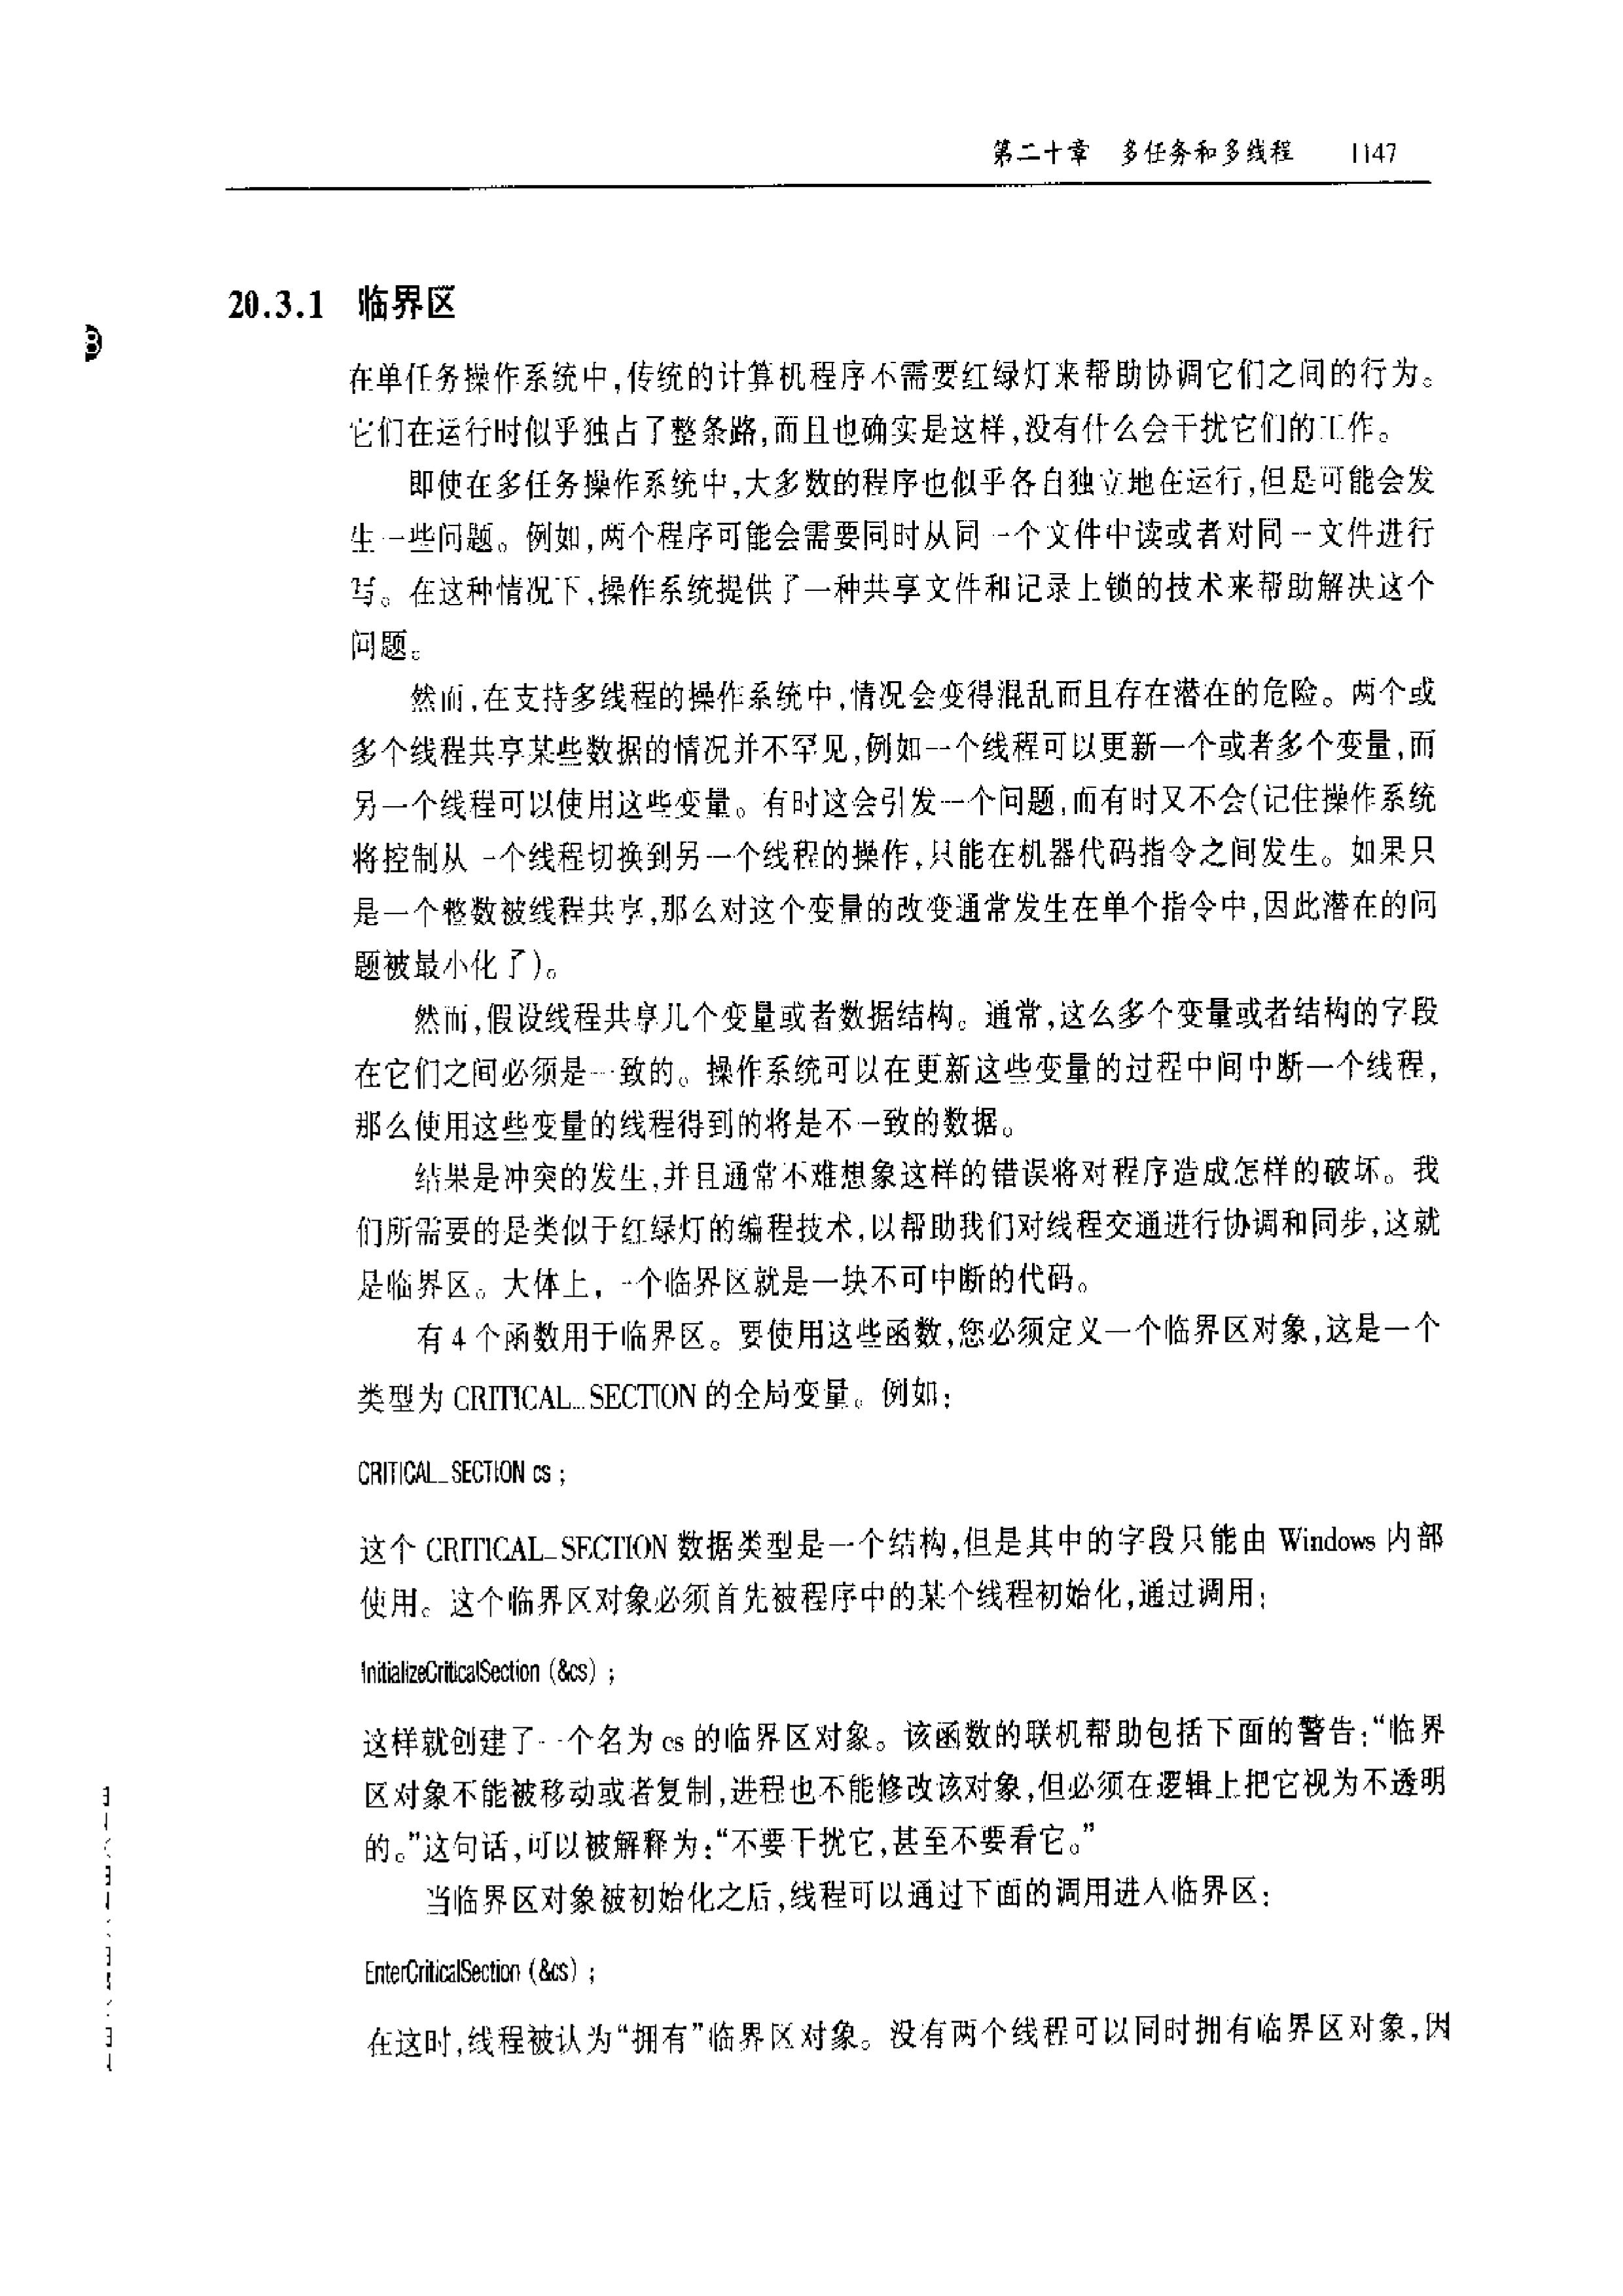 第二十章 多任务和多线程 1147
20.3.1 临界区
在单任务操作系统中,传统的计算机程序不需要红绿灯来帮助协调它们之间的行为。
它们在运行时似乎独占了整条路,而且也确实是这样,没有什么会干扰它们的工作。
即使在多任务操作系统中,大多数的程序也似乎各自独立地在运行,但是可能会发
生一些问题。例如,两个程序可能会需要同时从同一个文件中读或者对同一文件进行
写。在这种情况下,操作系统提供了一种共享文件和记录上锁的技术来帮助解决这个
问题。
然而,在支持多线程的操作系统中,情况会变得混乱而且存在潜在的危险。两个或
多个线程共享某些数据的情况并不罕见,例如一个线程可以更新一个或者多个变量,而
另一个线程可以使用这些变量。有时这会引发一个问题,而有时又不会(记住操作系统
将控制从一个线程切换到另一个线程的操作,只能在机器代码指令之间发生。如果只
是一个整数被线程共享,那么对这个变量的改变通常发生在单个指令中,因此潜在的问
题被最小化了)。
然而,假设线程共享几个变量或者数据结构。通常,这么多个变量或者结构的字段
在它们之间必须是一致的。操作系统可以在更新这些变量的过程中间中断一个线程,
那么使用这些变量的线程得到的将是不一致的数据。
结果是冲突的发生,并且通常不难想象这样的错误将对程序造成怎样的破坏。我
们所需要的是类似于红绿灯的编程技术,以帮助我们对线程交通进行协调和同步,这就
是临界区。大体上,一个临界区就是一块不可中断的代码。
有4个函数用于临界区。要使用这些函数,您必须定义一个临界区对象,这是一个
类型为 CRITICAL_SECTION 的全局变量。例如:
CRITICAL_SECTION cs ;
这个 CRITICAL_SECTION 数据类型是一个结构,但是其中的字段只能由 Windows 内部
使用。这个临界区对象必须首先被程序中的某个线程初始化,通过调用:
InitializeCriticalSection (&cs) ;
这样就创建了一个名为 cs 的临界区对象。该函数的联机帮助包括下面的警告:“临界
区对象不能被移动或者复制,进程也不能修改该对象,但必须在逻辑上把它视为不透明
的。”这句话,可以被解释为:“不要干扰它,甚至不要看它。”
当临界区对象被初始化之后,线程可以通过下面的调用进入临界区:
EnterCriticalSection (&cs) ;
在这时,线程被认为“拥有”临界区对象。没有两个线程可以同时拥有临界区对象,因